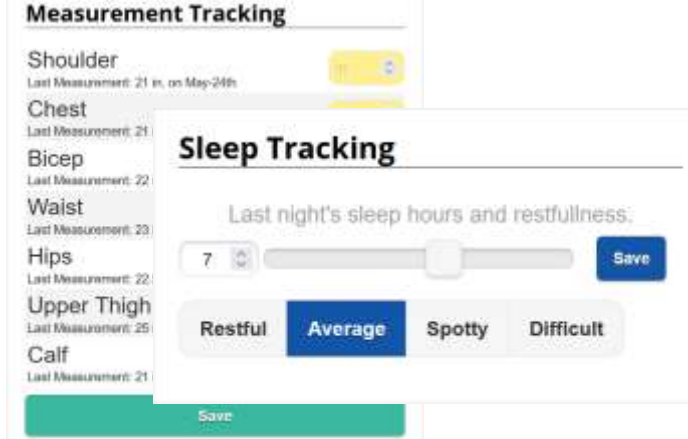 Measurement Tracking
Shoulder
Last Measurement: 21 in. on May-24th
in
Chest
Last Measurement: 21
Bicep
Last Measurement: 22
Waist
Last Measurement: 23
Hips
Last Measurement: 22
Upper Thigh
Last Measurement: 25
Calf
Last Measurement: 21
Save
Sleep Tracking
Last night's sleep hours and restfullness.
7
Save
Restful Average Spotty Difficult